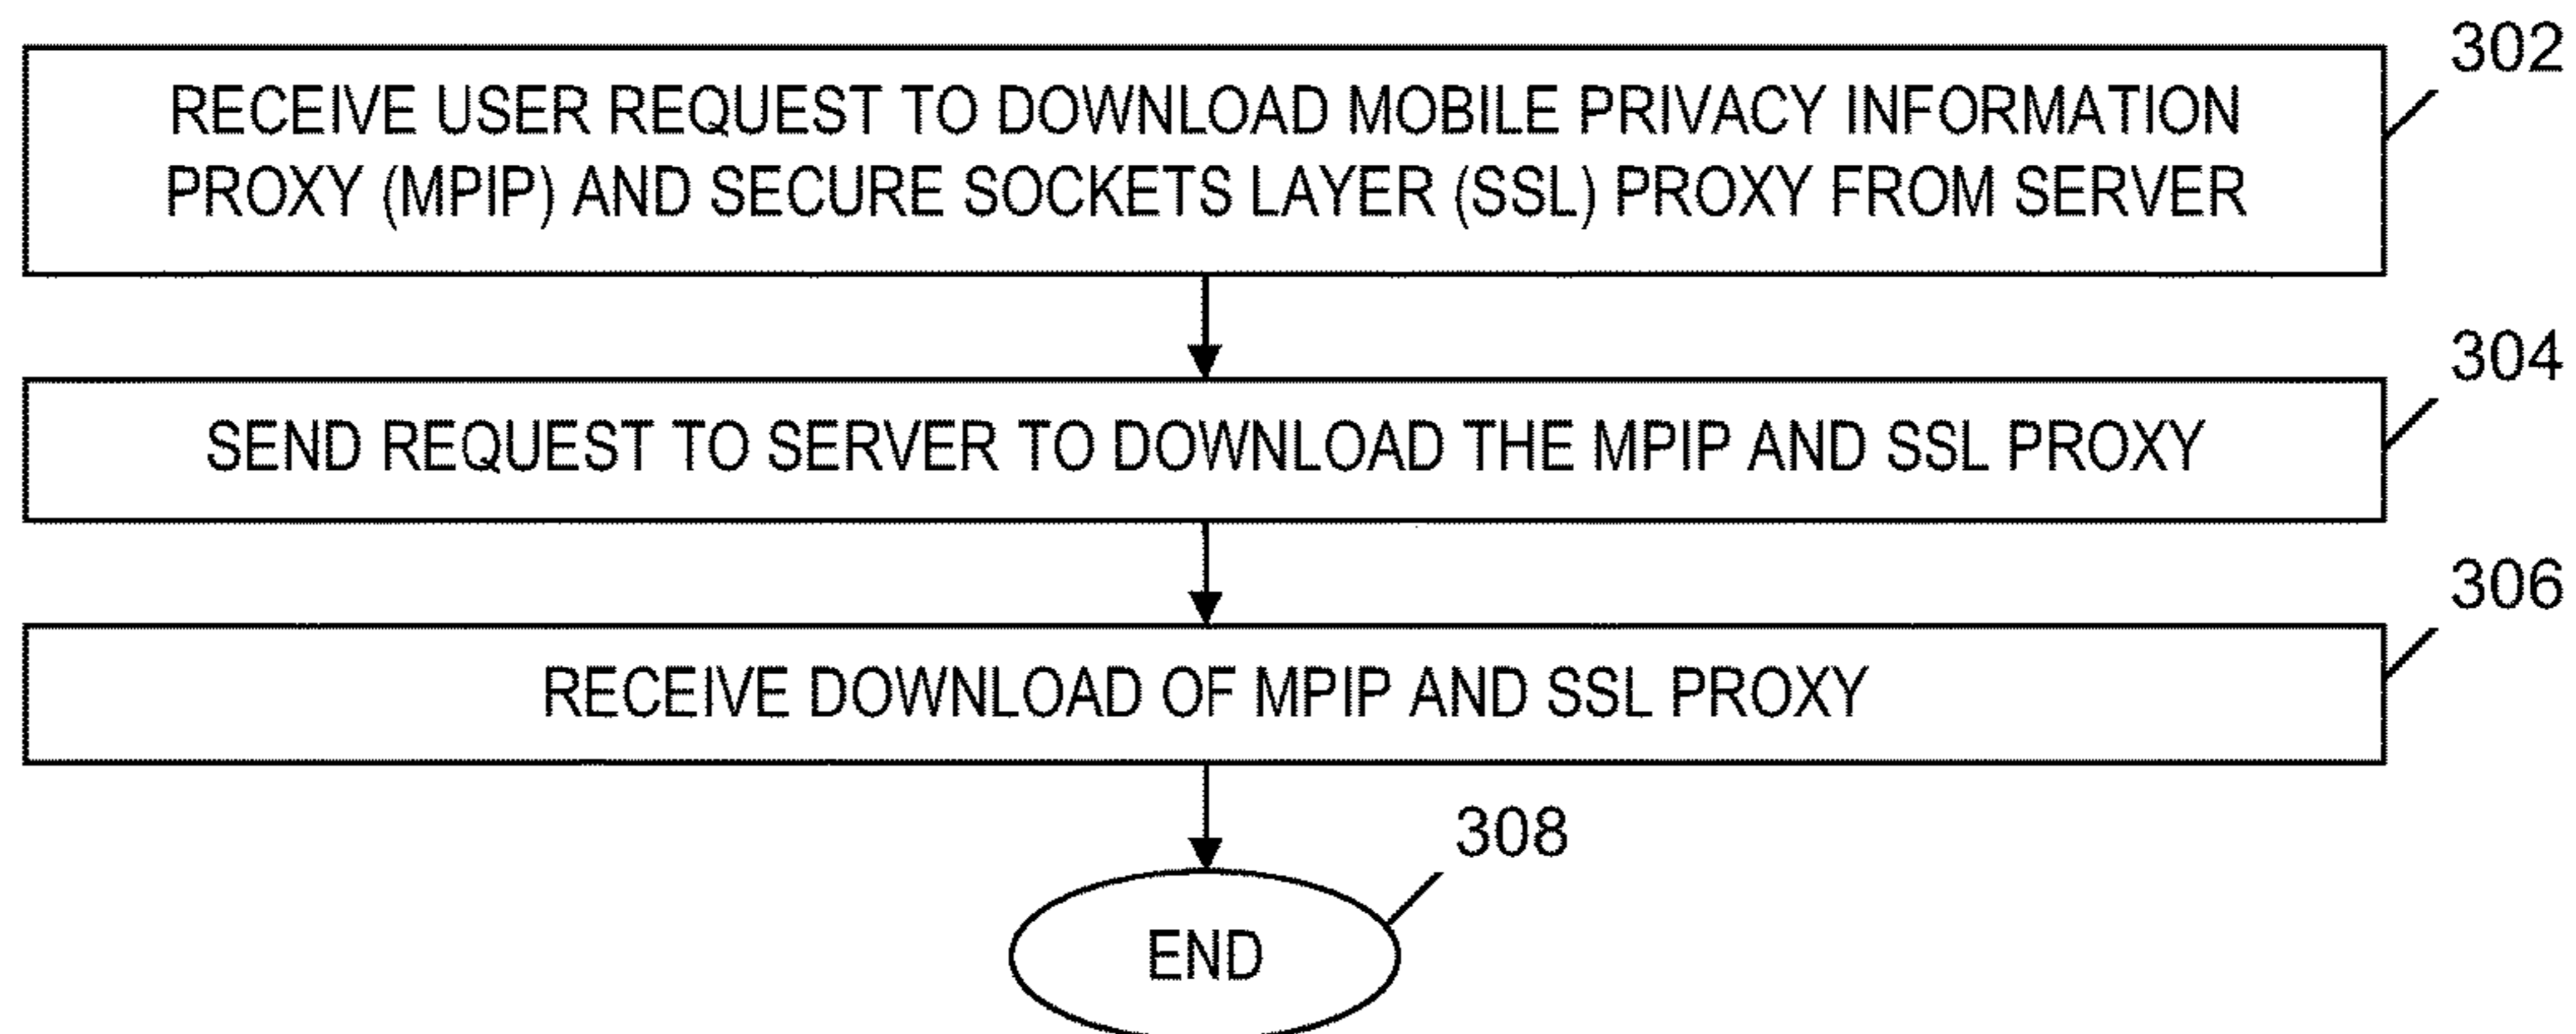 302
RECEIVE USER REQUEST TO DOWNLOAD MOBILE PRIVACY INFORMATION
PROXY (MPIP) AND SECURE SOCKETS LAYER (SSL) PROXY FROM SERVER
304
SEND REQUEST TO SERVER TO DOWNLOAD THE MPIP AND SSL PROXY
306
RECEIVE DOWNLOAD OF MPIP AND SSL PROXY
308
END